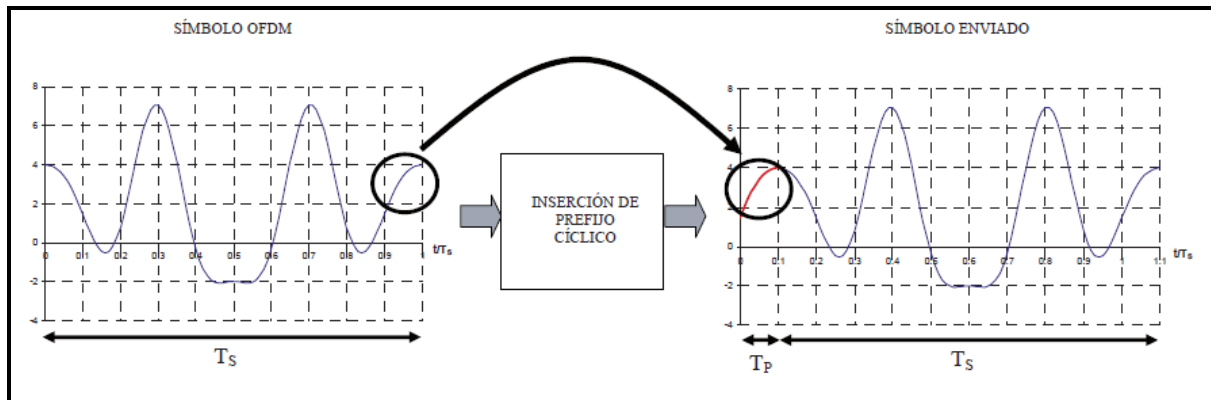 SÍMBOLO OFDM
SÍMBOLO ENVIADO
8
6
4
2
0
-2
-4
0 0.1 0.2 0.3 0.4 0.5 0.6 0.7 0.8 0.9 1
t/Ts
TS
INSERCIÓN DE
PREFIJO
CÍCLICO
8
6
4
2
0
-2
-4
0 0.1 0.2 0.3 0.4 0.5 0.6 0.7 0.8 0.9 1 1.1
t/Ts
TP
TS